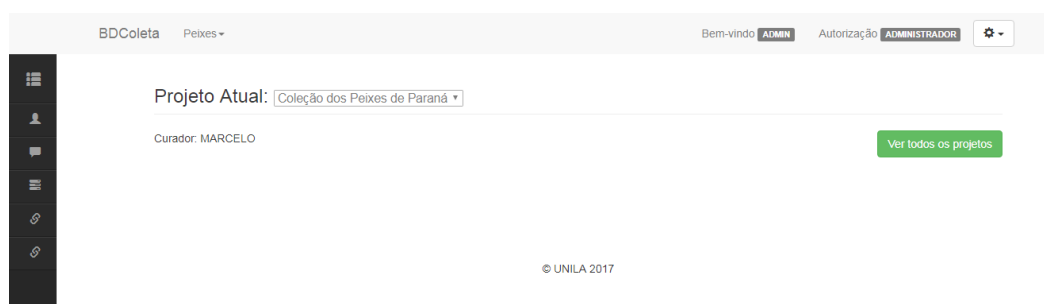 BDColeta Peixes Bem-vindo ADMIN Autorização ADMINISTRADOR
Projeto Atual: Coleção dos Peixes de Paraná
Curador: MARCELO Ver todos os projetos
© UNILA 2017